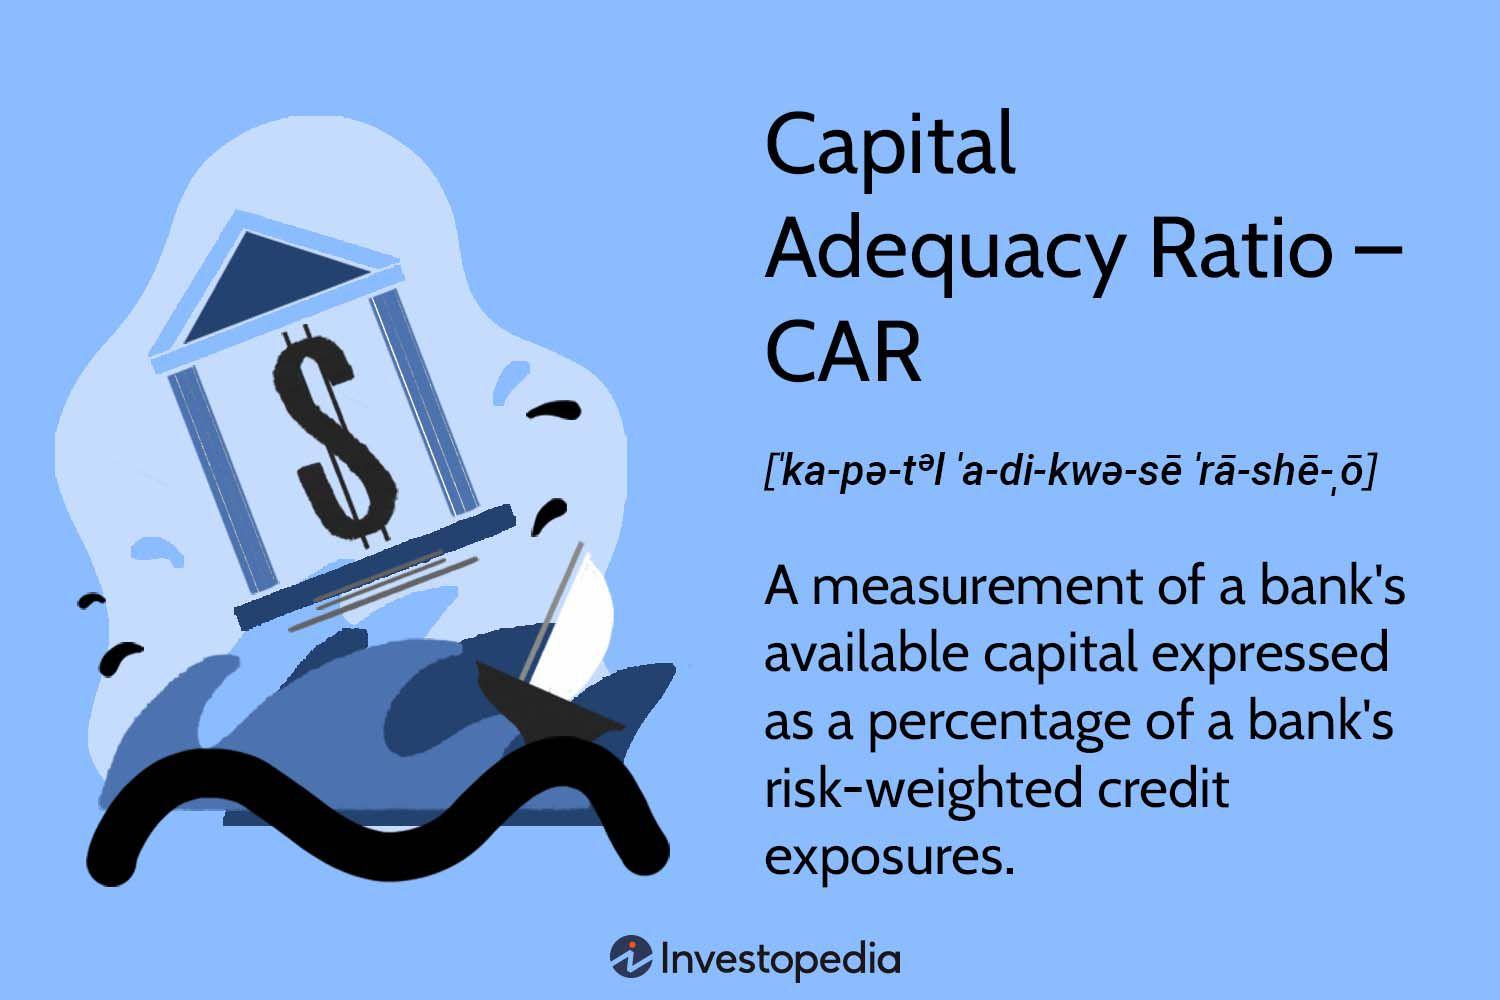 Capital
Adequacy Ratio –
CAR
[ˈka-pə-tᵊl ˈa-di-kwə-sē ˈrā-shē-ˌō]
A measurement of a bank's
available capital expressed
as a percentage of a bank's
risk-weighted credit
exposures.
$
Investopedia